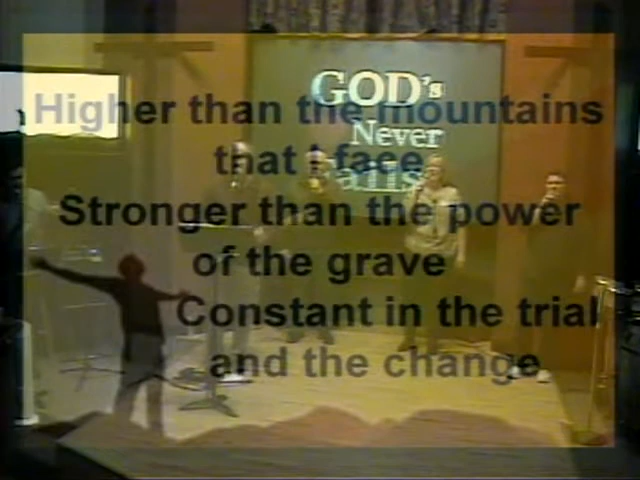 GOD's
Never
Fails
Higher than the mountains
that I face
Stronger than the power
of the grave
Constant in the trial
and the change